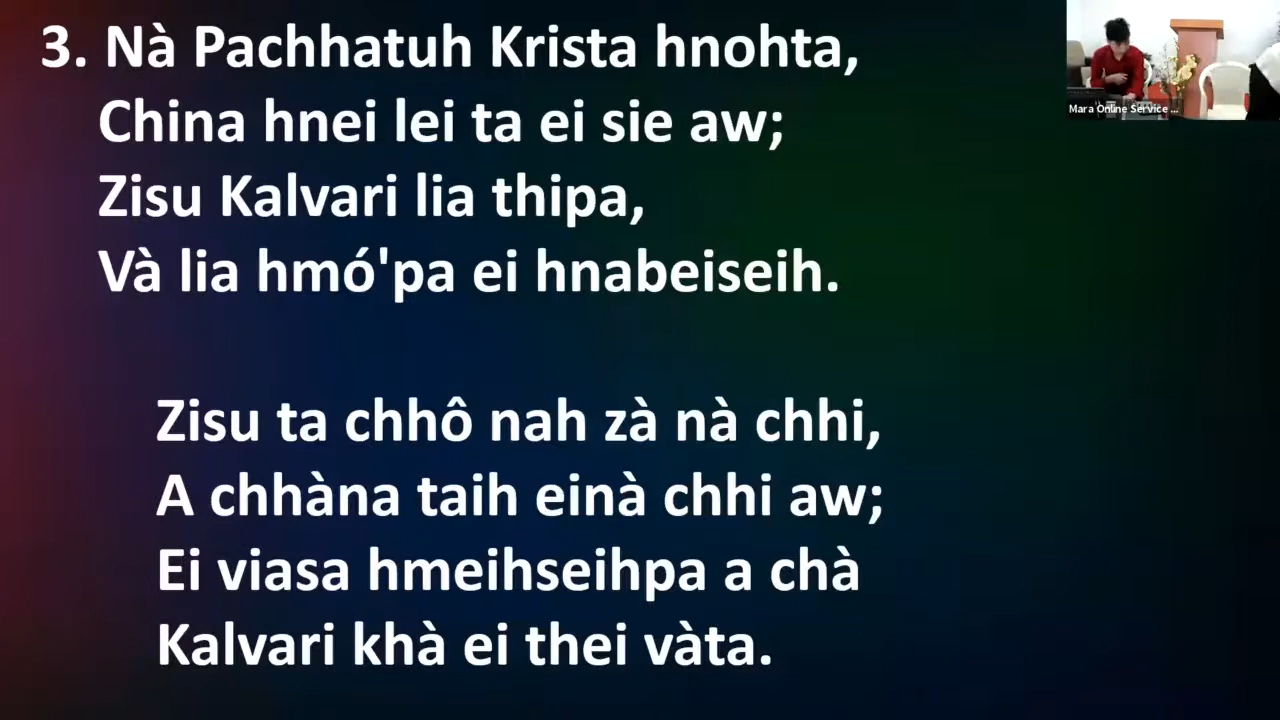 3. Nà Pachhatuh Krista hnohta,
China hnei lei ta ei sie aw;
Zisu Kalvari lia thipa,
Và lia hmó'pa ei hnabeiseih.
Zisu ta chhô nah zà nà chhi,
A chhàna taih einà chhi aw;
Ei viasa hmeihseihpa a chà
Kalvari khà ei thei vàta.
Mara Online Service ...